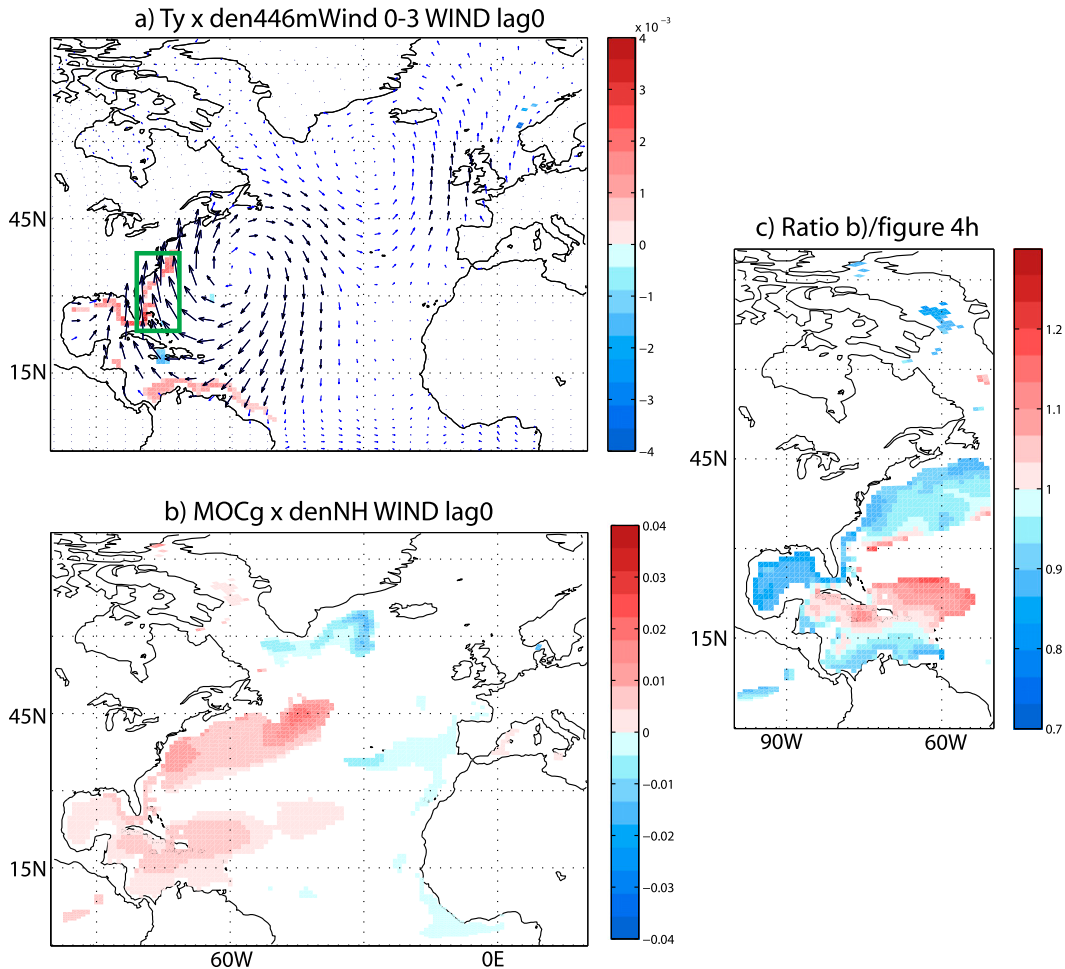 a) Ty x den446mWind 0-3 WIND lag0
x 10⁻³
4
3
2
1
0
−1
−2
−3
−4
45N
15N
b) MOCg x denNH WIND lag0
0.04
0.03
0.02
0.01
0
−0.01
−0.02
−0.03
−0.04
45N
15N
60W
0E
c) Ratio b)/figure 4h
1.2
1.1
1
0.9
0.8
0.7
45N
15N
90W
60W